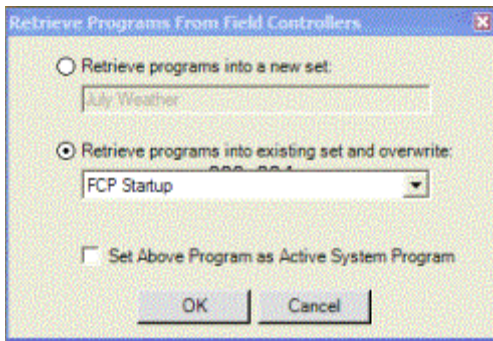 Retrieve Programs From Field Controllers
Retrieve programs into a new set:
July Weather
Retrieve programs into existing set and overwrite:
FCP Startup
Set Above Program as Active System Program
OK
Cancel